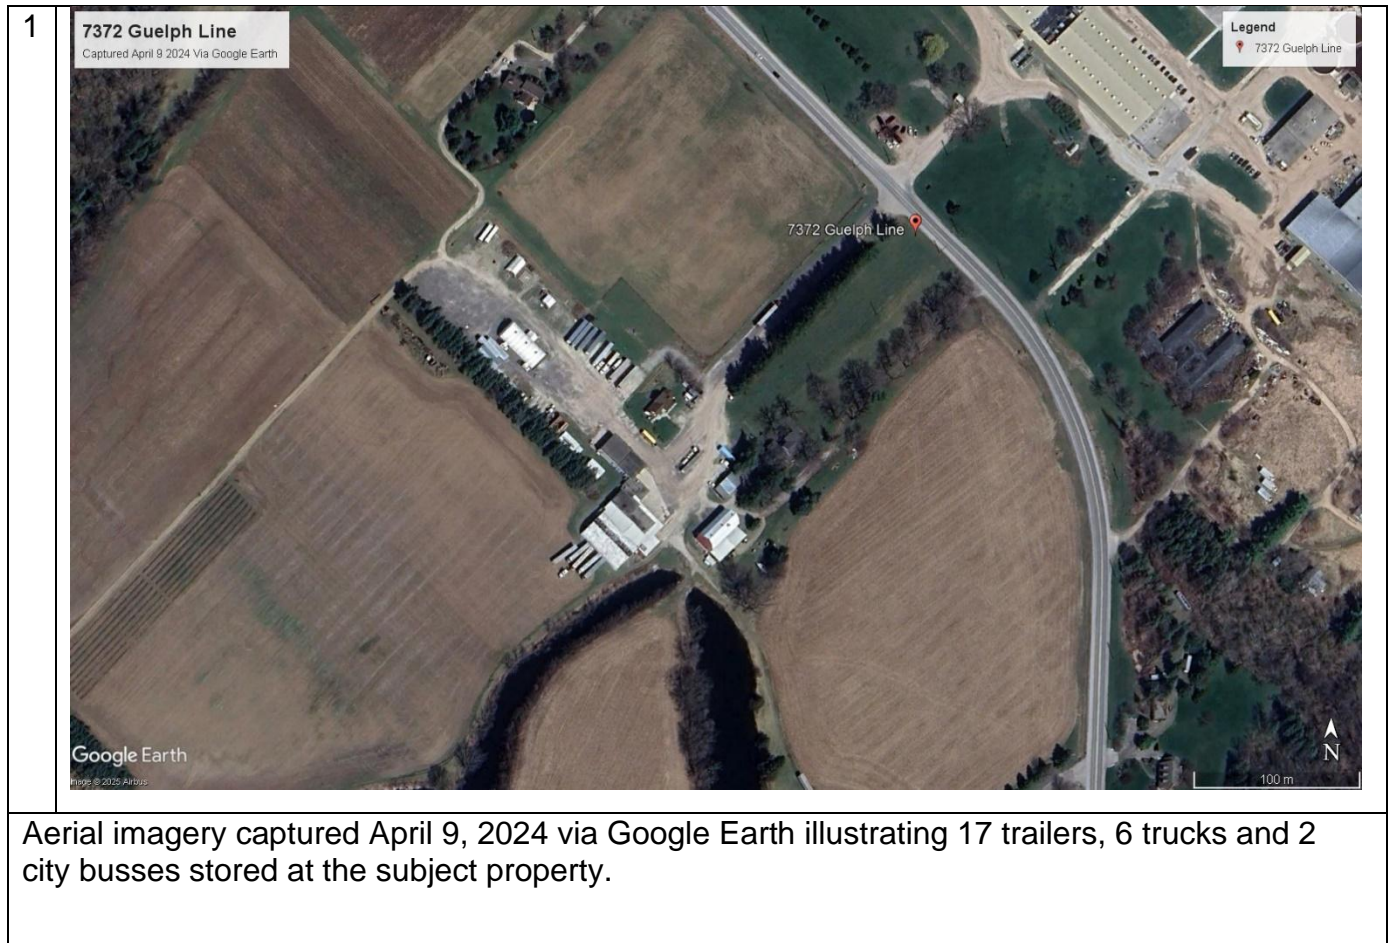 1
7372 Guelph Line
Captured April 9 2024 Via Google Earth
Legend
7372 Guelph Line
7372 Guelph Line
Google Earth
Image © 2025 Airbus
N
100 m
Aerial imagery captured April 9, 2024 via Google Earth illustrating 17 trailers, 6 trucks and 2
city busses stored at the subject property.